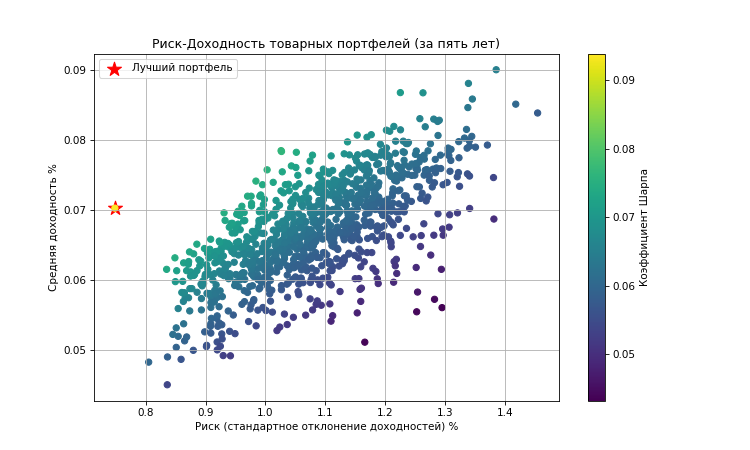 Риск-Доходность товарных портфелей (за пять лет)
Лучший портфель
Средняя доходность %
0.09
0.08
0.07
0.06
0.05
0.8 0.9 1.0 1.1 1.2 1.3 1.4
Риск (стандартное отклонение доходностей) %
0.09
0.08
0.07
0.06
0.05
Коэффициент Шарпа